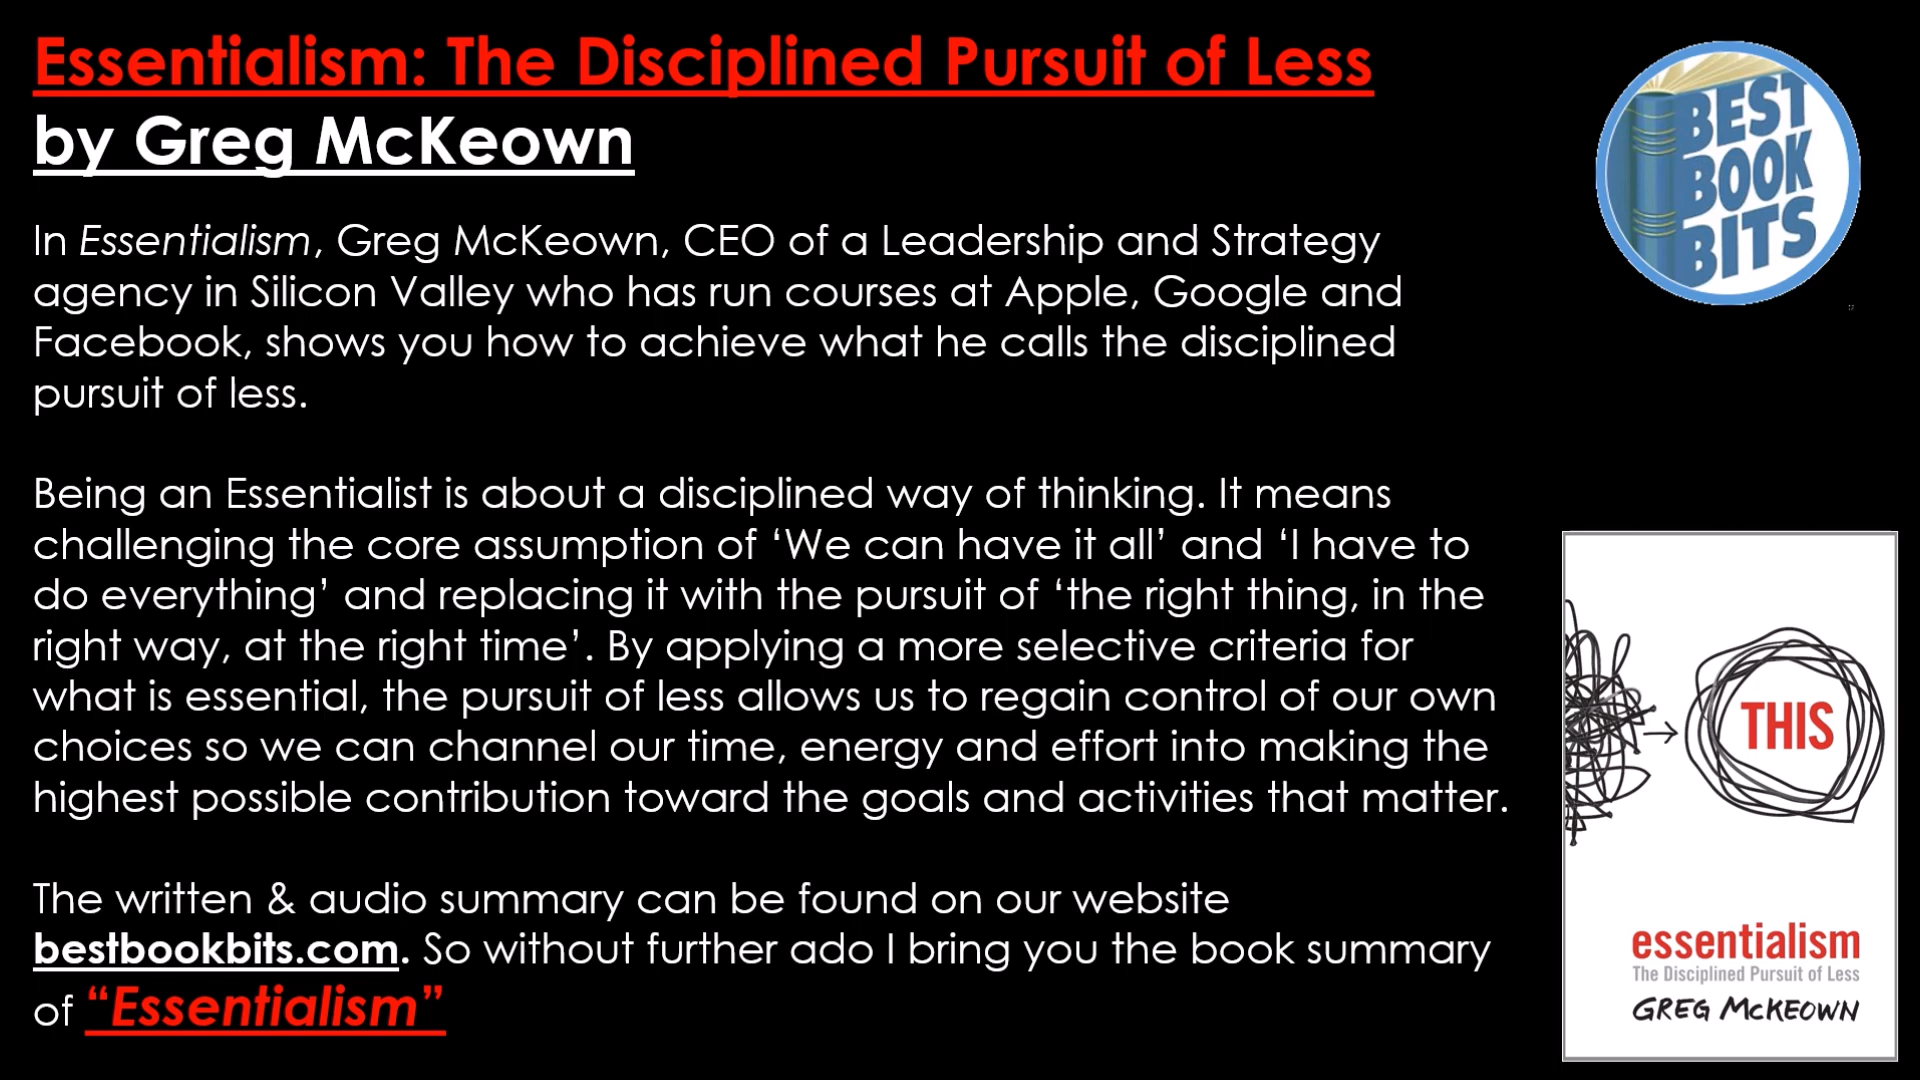 Essentialism: The Disciplined Pursuit of Less
by Greg McKeown
BEST
BOOK
BITS
In Essentialism, Greg McKeown, CEO of a Leadership and Strategy
agency in Silicon Valley who has run courses at Apple, Google and
Facebook, shows you how to achieve what he calls the disciplined
pursuit of less.
Being an Essentialist is about a disciplined way of thinking. It means
challenging the core assumption of ‘We can have it all’ and ‘I have to
do everything’ and replacing it with the pursuit of ‘the right thing, in the
right way, at the right time’. By applying a more selective criteria for
what is essential, the pursuit of less allows us to regain control of our own
choices so we can channel our time, energy and effort into making the
highest possible contribution toward the goals and activities that matter.
The written & audio summary can be found on our website
bestbookbits.com. So without further ado I bring you the book summary
of “Essentialism”
THIS
essentialism
The Disciplined Pursuit of Less
GREG McKEOWN